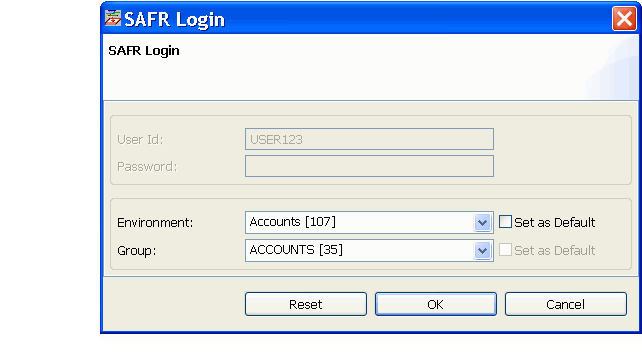 SAFR Login
SAFR Login
User Id: USER123
Password:
Environment: Accounts [107] Set as Default
Group: ACCOUNTS [35] Set as Default
Reset OK Cancel